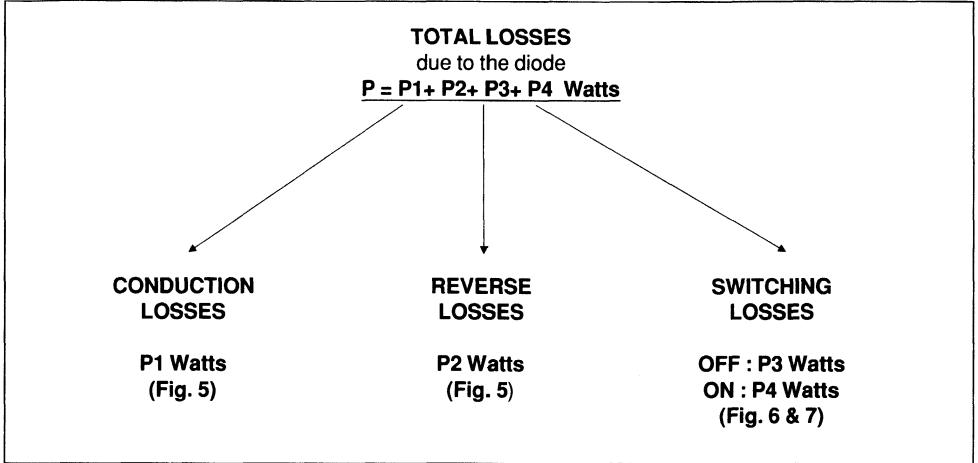 TOTAL LOSSES
due to the diode
P = P1+ P2+ P3+ P4 Watts
CONDUCTION
LOSSES
P1 Watts
(Fig. 5)
REVERSE
LOSSES
P2 Watts
(Fig. 5)
SWITCHING
LOSSES
OFF : P3 Watts
ON : P4 Watts
(Fig. 6 & 7)